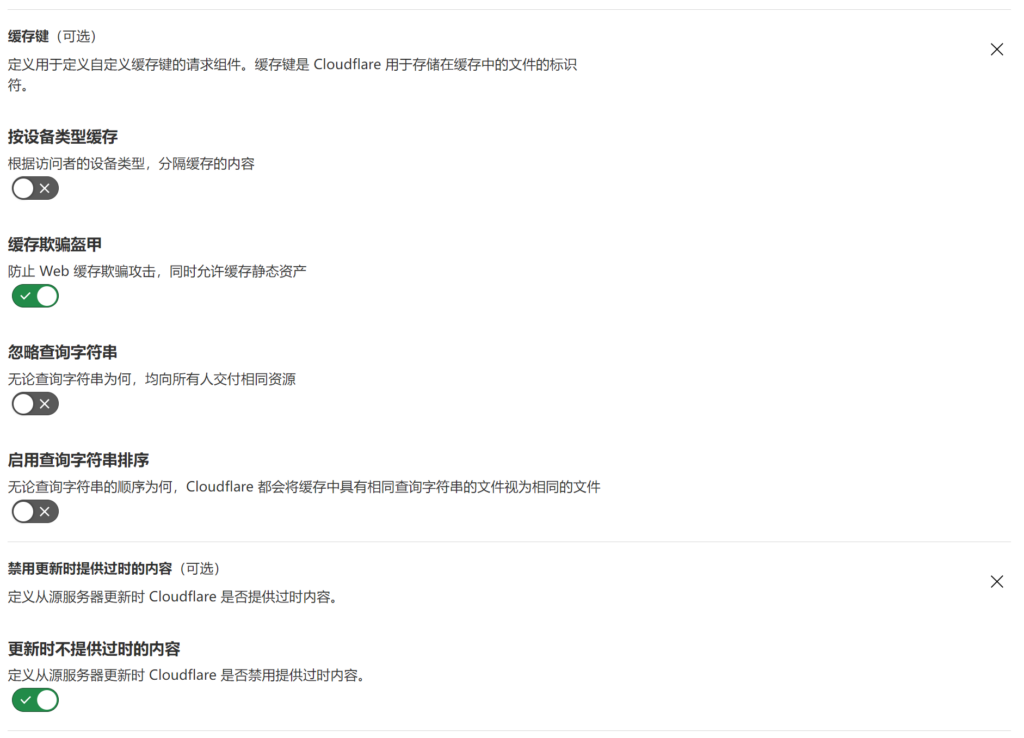 缓存键（可选）
定义用于定义自定义缓存键的请求组件。缓存键是 Cloudflare 用于存储在缓存中的文件的标识
符。
按设备类型缓存
根据访问者的设备类型，分隔缓存的内容
缓存欺骗盔甲
防止 Web 缓存欺骗攻击，同时允许缓存静态资产
忽略查询字符串
无论查询字符串为何，均向所有人交付相同资源
启用查询字符串排序
无论查询字符串的顺序为何，Cloudflare 都会将缓存中具有相同查询字符串的文件视为相同的文件
禁用更新时提供过时的内容（可选）
定义从源服务器更新时 Cloudflare 是否提供过时内容。
更新时不提供过时的内容
定义从源服务器更新时 Cloudflare 是否禁用提供过时内容。